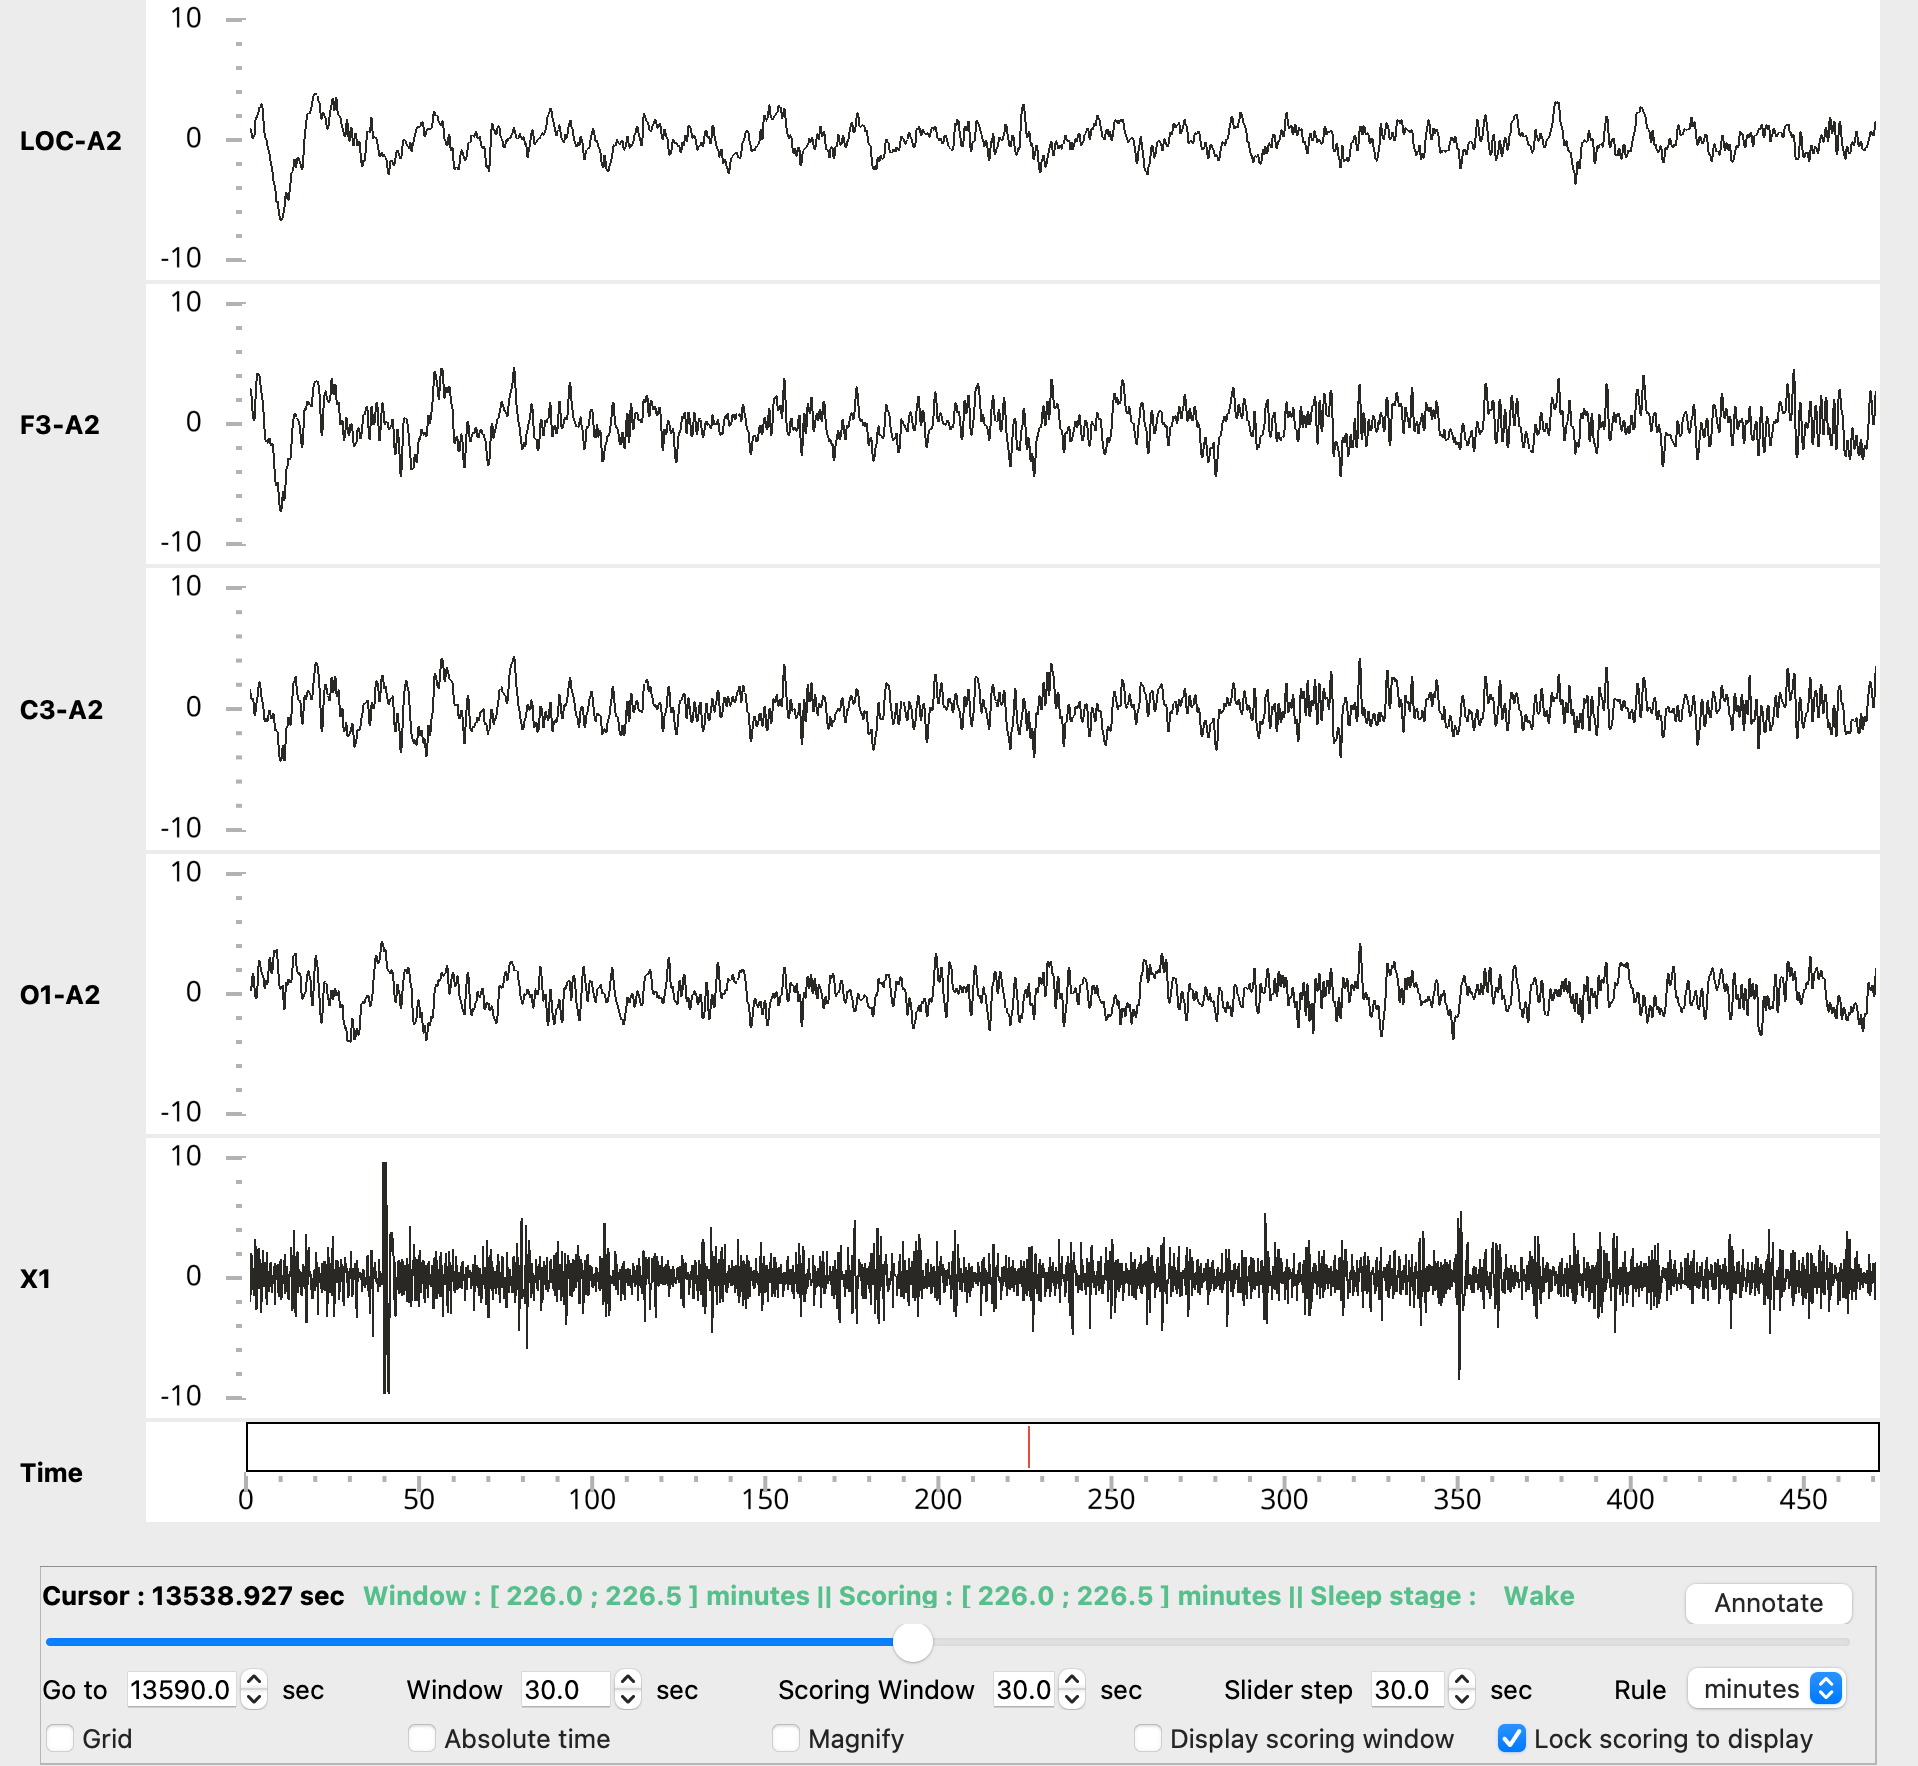 10
LOC-A2
0
-10
10
F3-A2
0
-10
10
C3-A2
0
-10
10
O1-A2
0
-10
10
X1
0
-10
Time
0 50 100 150 200 250 300 350 400 450
Cursor : 13538.927 sec Window : [ 226.0 ; 226.5 ] minutes || Scoring : [ 226.0 ; 226.5 ] minutes || Sleep stage : Wake Annotate
Go to 13590.0 sec Window 30.0 sec Scoring Window 30.0 sec Slider step 30.0 sec Rule minutes
Grid Absolute time Magnify Display scoring window Lock scoring to display